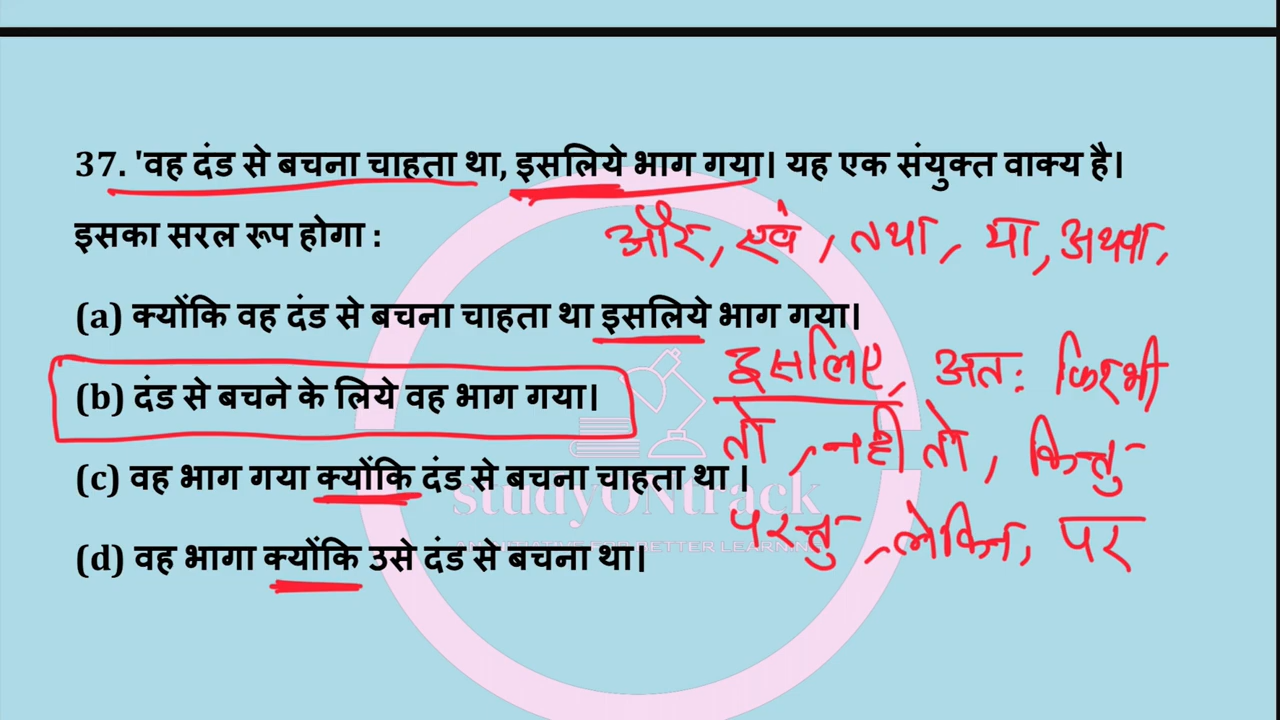 37. 'वह दंड से बचना चाहता था, इसलिये भाग गया। यह एक संयुक्त वाक्य है।
इसका सरल रूप होगा :
और, एवं, तथा, या, अथवा,
(a) क्योंकि वह दंड से बचना चाहता था इसलिये भाग गया।
इसलिए, अतः फिर भी
(b) दंड से बचने के लिये वह भाग गया।
तो, नहीं तो, किन्तु
(c) वह भाग गया क्योंकि दंड से बचना चाहता था ।
studyONtrack
परन्तु, लेकिन, पर
(d) वह भागा क्योंकि उसे दंड से बचना था।